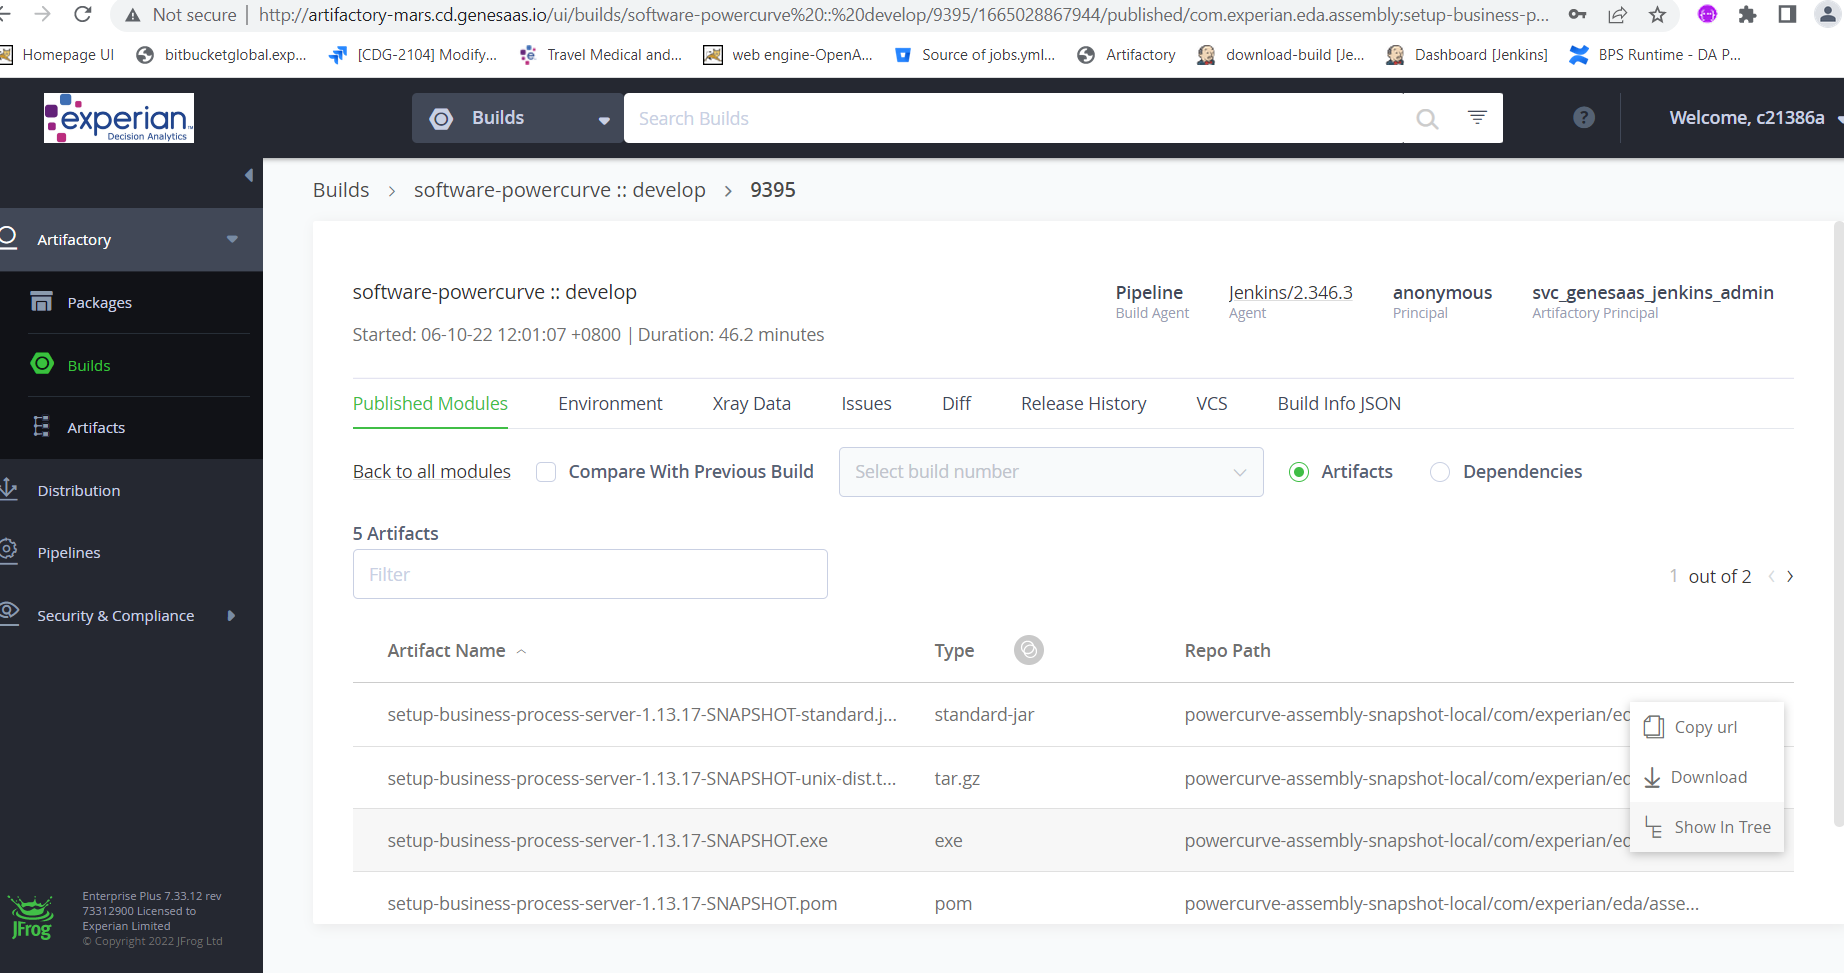 Not secure | http://artifactory-mars.cd.genesaas.io/ui/builds/software-powercurve%20::%20develop/9395/1665028867944/published/com.experian.eda.assembly:setup-business-p...
Homepage UI bitbucketglobal.exp... [CDG-2104] Modify... Travel Medical and... web engine-OpenA... Source of jobs.yml... Artifactory download-build [Je... Dashboard [Jenkins] BPS Runtime - DA P...
experian™
Decision Analytics
Builds
Search Builds
?
Welcome, c21386a
Builds > software-powercurve :: develop > 9395
Artifactory
Packages
Builds
Artifacts
Distribution
Pipelines
Security & Compliance
JFrog
Enterprise Plus 7.33.12 rev
73312900 Licensed to
Experian Limited
© Copyright 2022 JFrog Ltd
software-powercurve :: develop
Started: 06-10-22 12:01:07 +0800 | Duration: 46.2 minutes
Pipeline Jenkins/2.346.3 anonymous svc_genesaas_jenkins_admin
Build Agent Agent Principal Artifactory Principal
Published Modules Environment Xray Data Issues Diff Release History VCS Build Info JSON
Back to all modules Compare With Previous Build Select build number Artifacts Dependencies
5 Artifacts
Filter
1 out of 2 < >
Artifact Name Type Repo Path
setup-business-process-server-1.13.17-SNAPSHOT-standard.j... standard-jar powercurve-assembly-snapshot-local/com/experian/ed
setup-business-process-server-1.13.17-SNAPSHOT-unix-dist.t... tar.gz powercurve-assembly-snapshot-local/com/experian/ed
setup-business-process-server-1.13.17-SNAPSHOT.exe exe powercurve-assembly-snapshot-local/com/experian/ed
setup-business-process-server-1.13.17-SNAPSHOT.pom pom powercurve-assembly-snapshot-local/com/experian/eda/asse...
Copy url
Download
Show In Tree